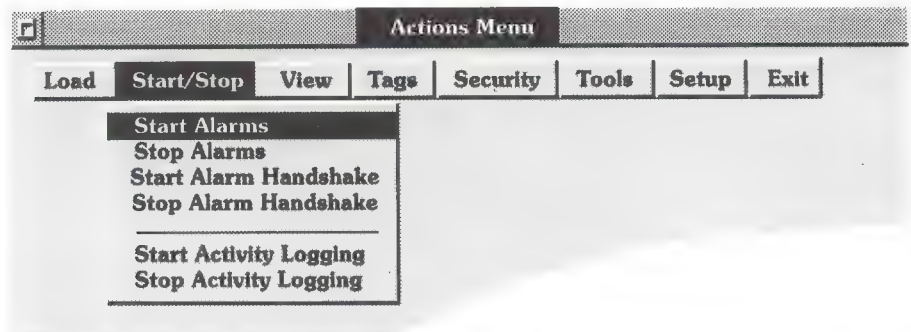 Actions Menu
Load Start/Stop View Tags Security Tools Setup Exit
Start Alarms
Stop Alarms
Start Alarm Handshake
Stop Alarm Handshake
Start Activity Logging
Stop Activity Logging